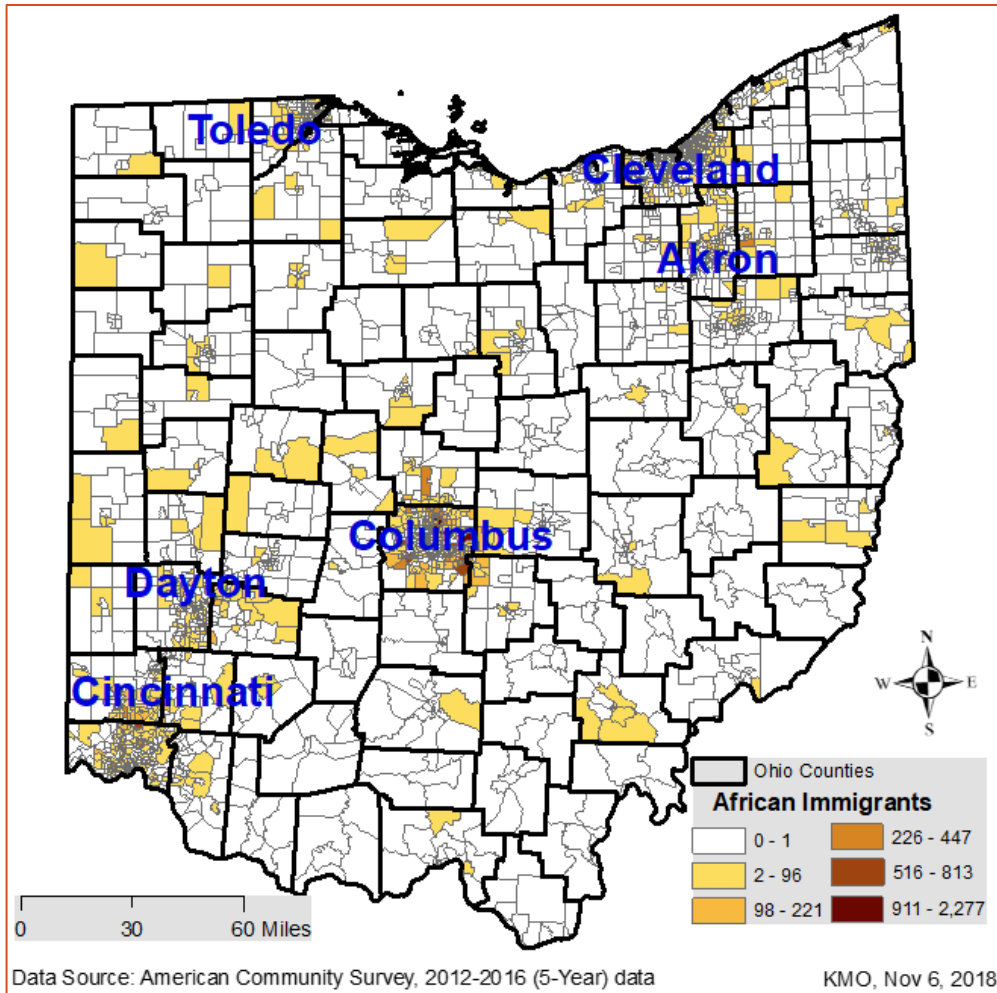 Toledo
Cleveland
Akron
Columbus
Dayton
Cincinnati
N
W E
S
Ohio Counties
African Immigrants
0 - 1
226 - 447
2 - 96
516 - 813
98 - 221
911 - 2,277
0 30 60 Miles
Data Source: American Community Survey, 2012-2016 (5-Year) data
KMO, Nov 6, 2018